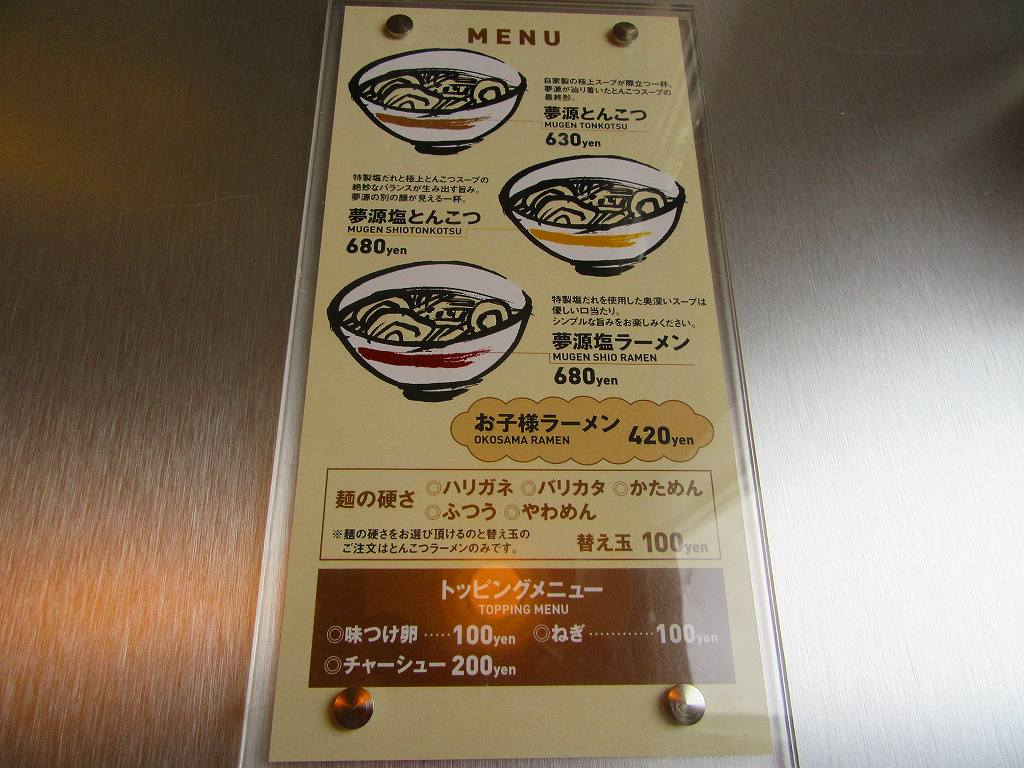 MENU
自家製の極上スープが際立つ一杯。
夢源が辿り着いたとんこつスープの
最終形。
夢源とんこつ
MUGEN TONKOTSU
630yen
特製塩だれと極上とんこつスープの
絶妙なバランスが生み出す旨み。
夢源の別の顔が見える一杯。
夢源塩とんこつ
MUGEN SHIOTONKOTSU
680yen
特製塩だれを使用した奥深いスープは
優しい口当たり。
シンプルな旨みをお楽しみください。
夢源塩ラーメン
MUGEN SHIO RAMEN
680yen
お子様ラーメン
OKOSAMA RAMEN
420yen
麺の硬さ ◎ハリガネ ◎バリカタ ◎かためん
◎ふつう ◎やわめん
※麺の硬さをお選び頂けるのと替え玉の
ご注文はとんこつラーメンのみです。
替え玉 100yen
トッピングメニュー
TOPPING MENU
◎味つけ卵 ‥‥‥ 100yen ◎ねぎ ‥‥‥‥‥‥ 100yen
◎チャーシュー 200yen